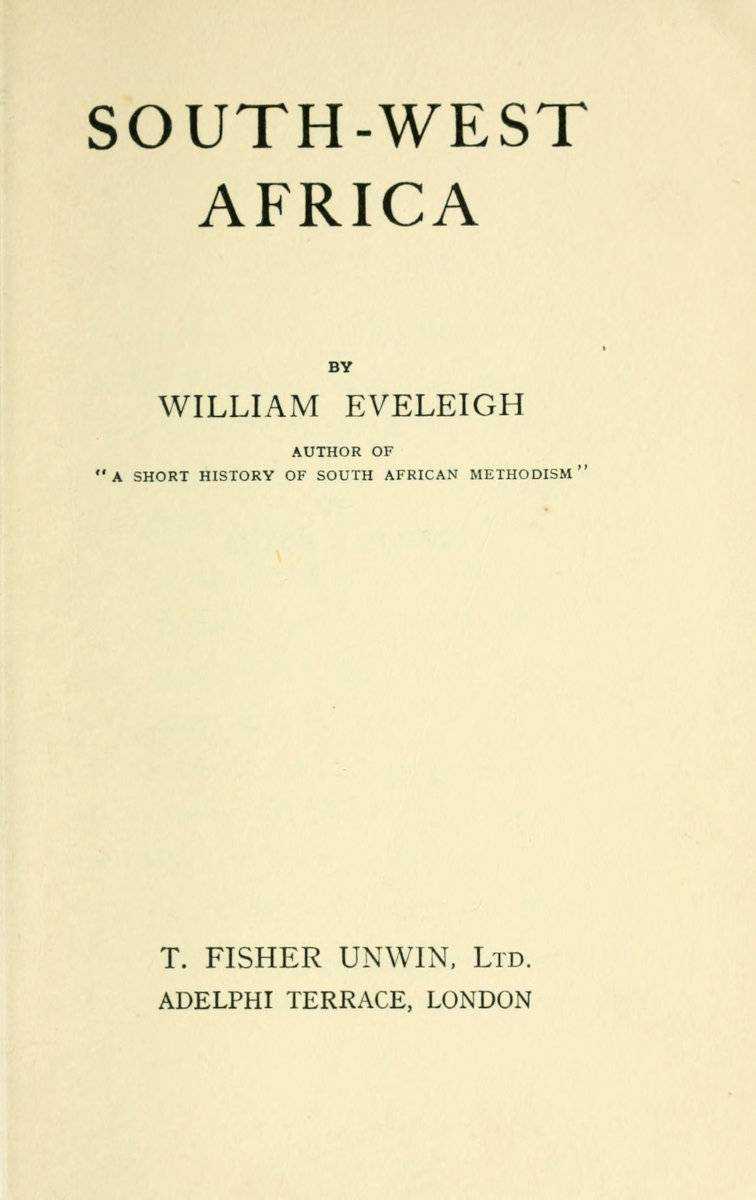 SOUTH-WEST
AFRICA
BY
WILLIAM EVELEIGH
AUTHOR OF
“A SHORT HISTORY OF SOUTH AFRICAN METHODISM”
T. FISHER UNWIN, LTD.
ADELPHI TERRACE, LONDON